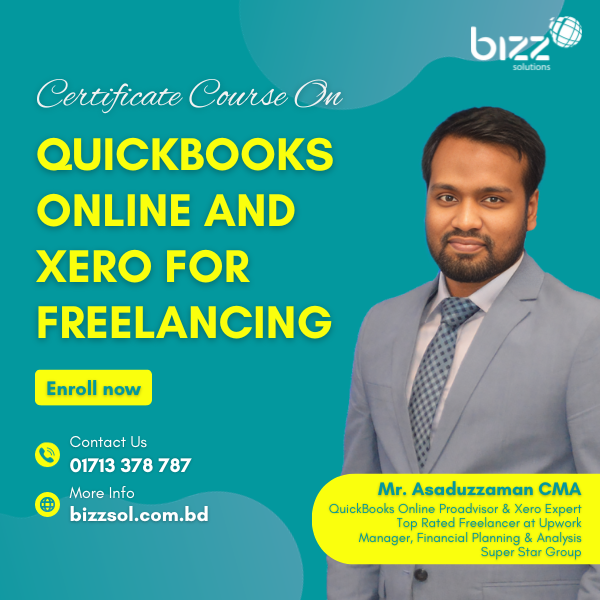 bizz
solutions
Certificate Course On
QUICKBOOKS
ONLINE AND
XERO FOR
FREELANCING
Enroll now
Contact Us
01713 378 787
More Info
bizzsol.com.bd
Mr. Asaduzzaman CMA
QuickBooks Online Proadvisor & Xero Expert
Top Rated Freelancer at Upwork
Manager, Financial Planning & Analysis
Super Star Group